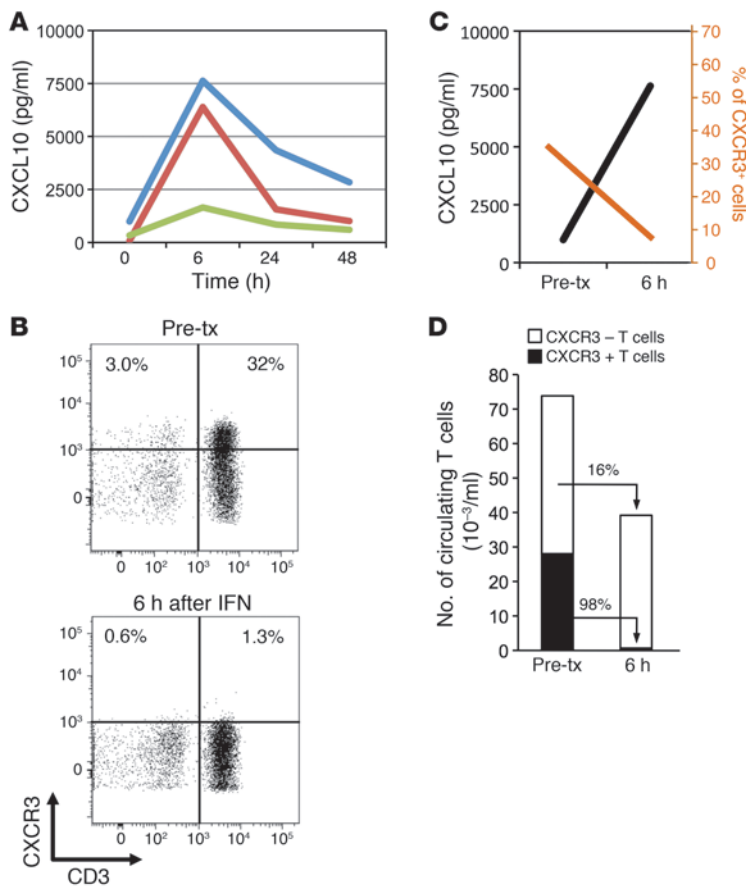 A
CXCL10 (pg/ml)
10000
7500
5000
2500
0
0 6 24 48
Time (h)
B
Pre-tx
3.0% 32%
10⁵
10⁴
10³
0
0 10² 10³ 10⁴ 10⁵
6 h after IFN
0.6% 1.3%
10⁵
10⁴
10³
0
0 10² 10³ 10⁴ 10⁵
CXCR3
CD3
C
CXCL10 (pg/ml)
10000
7500
5000
2500
0
Pre-tx 6 h
70
60
50
40
30
20
10
0
% of CXCR3⁺
cells
D
CXCR3 – T cells
CXCR3 + T cells
No. of circulating T cells
(10⁻³/ml)
80
70
60
50
40
30
20
10
0
16%
98%
Pre-tx 6 h